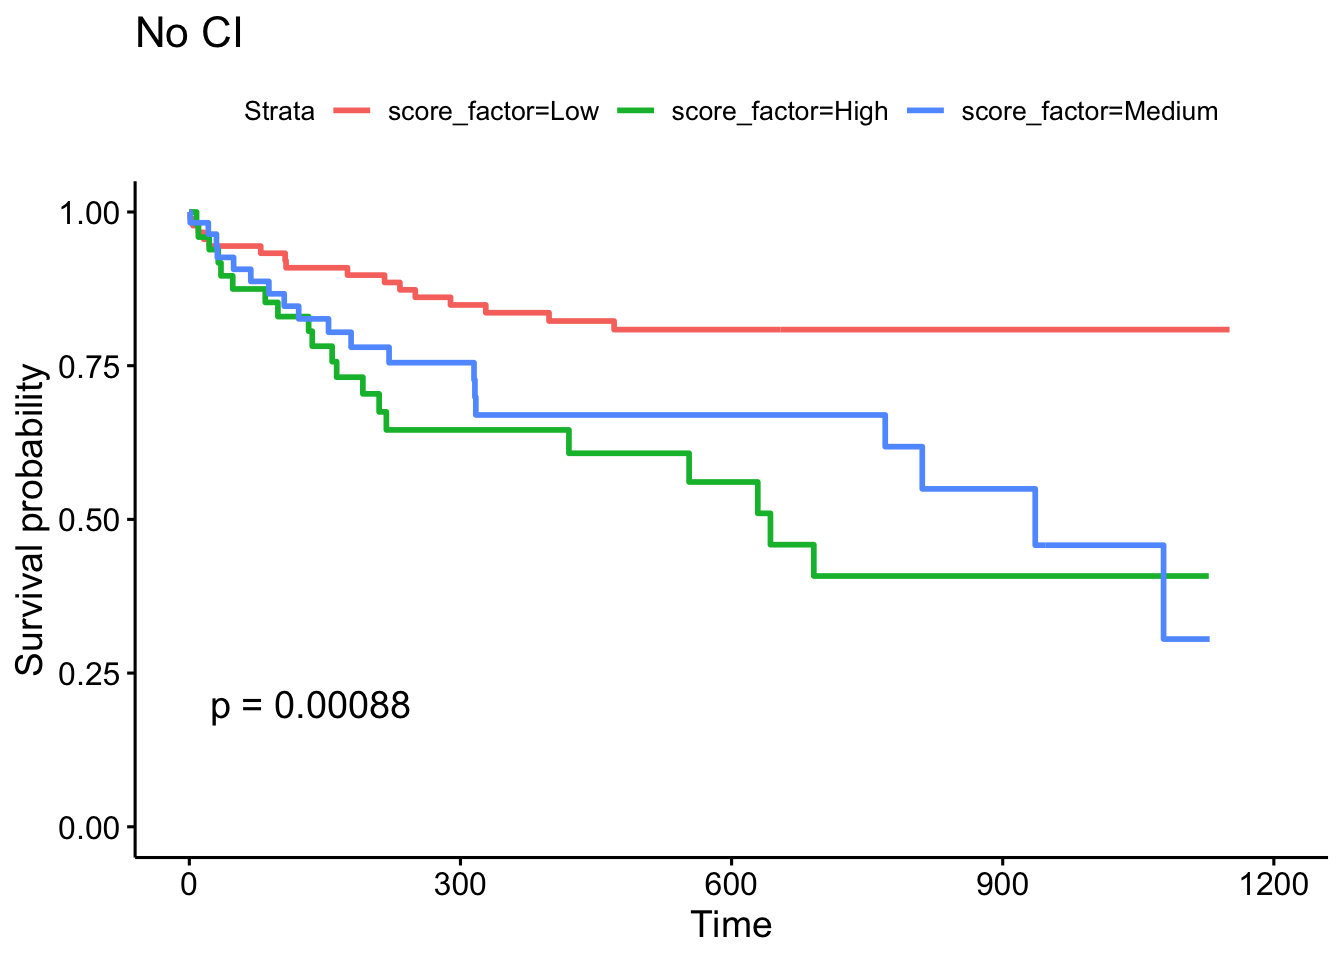 No CI
Strata score_factor=Low score_factor=High score_factor=Medium
Survival probability
1.00
0.75
0.50
0.25
0.00
p = 0.00088
0 300 600 900 1200
Time